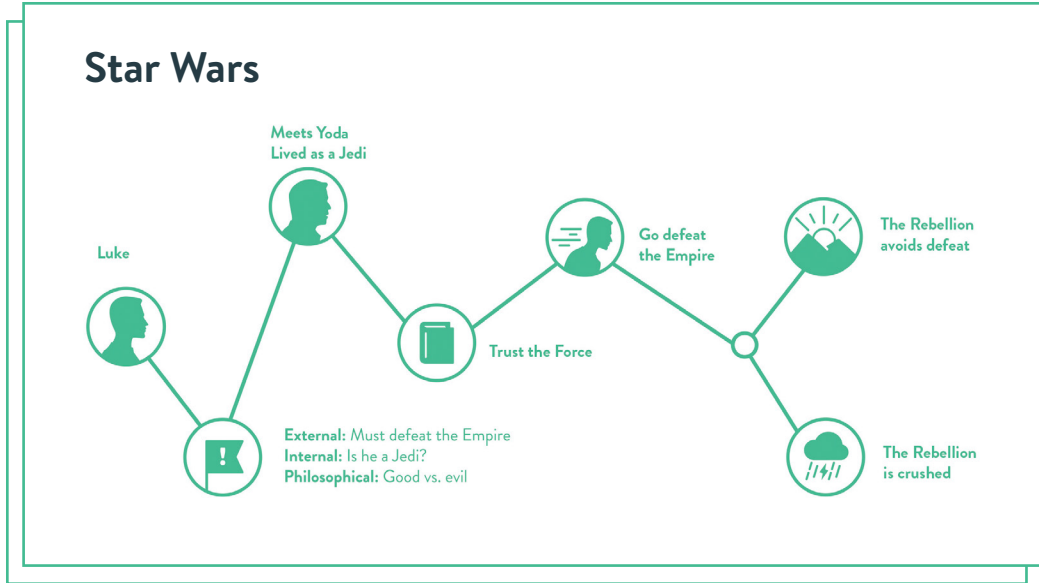 Star Wars
Luke
External: Must defeat the Empire
Internal: Is he a Jedi?
Philosophical: Good vs. evil
Meets Yoda
Lived as a Jedi
Trust the Force
Go defeat
the Empire
The Rebellion
avoids defeat
The Rebellion
is crushed